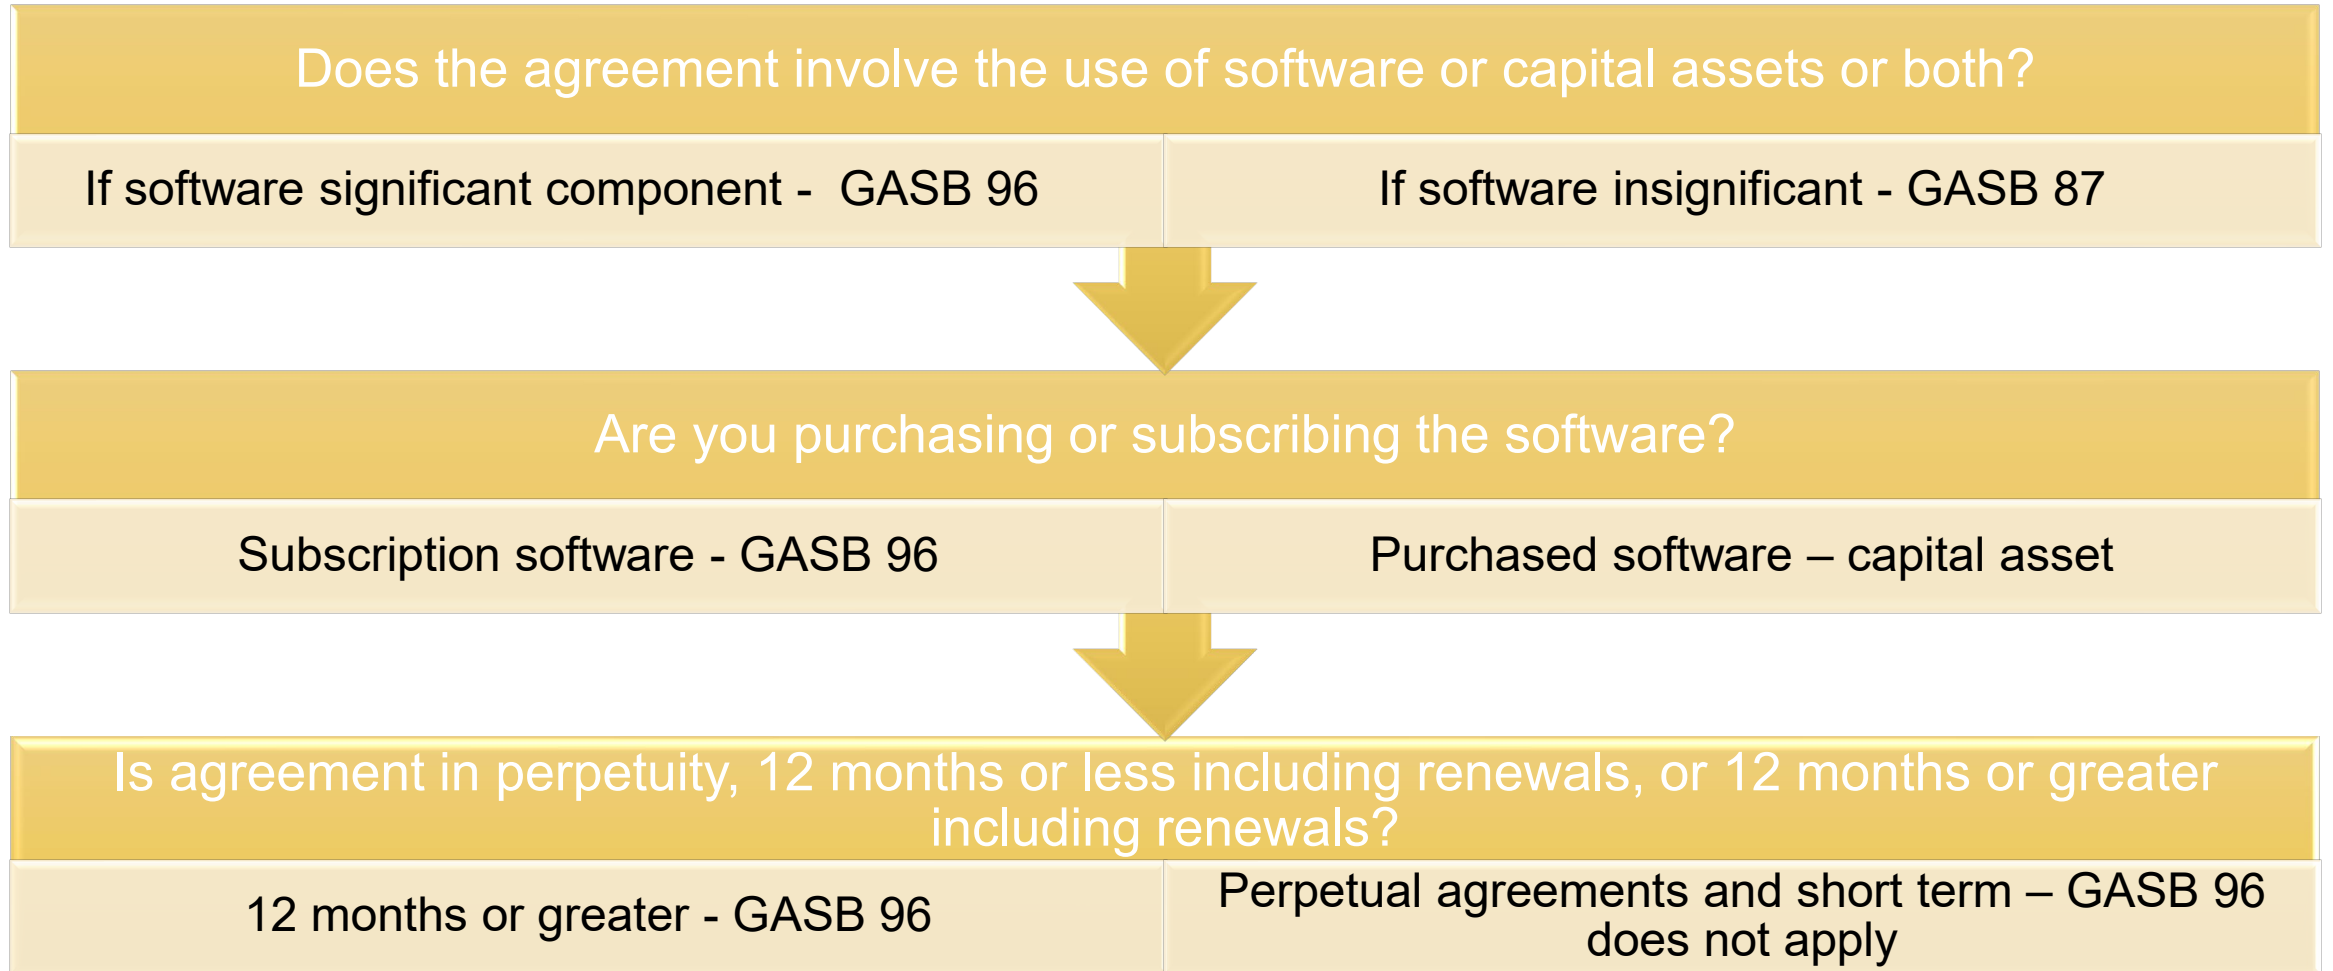 Does the agreement involve the use of software or capital assets or both?
If software significant component -  GASB 96
If software insignificant - GASB 87
Are you purchasing or subscribing the software?
Subscription software - GASB 96
Purchased software – capital asset
Is agreement in perpetuity, 12 months or less including renewals, or 12 months or greater
including renewals?
12 months or greater - GASB 96
Perpetual agreements and short term – GASB 96
does not apply